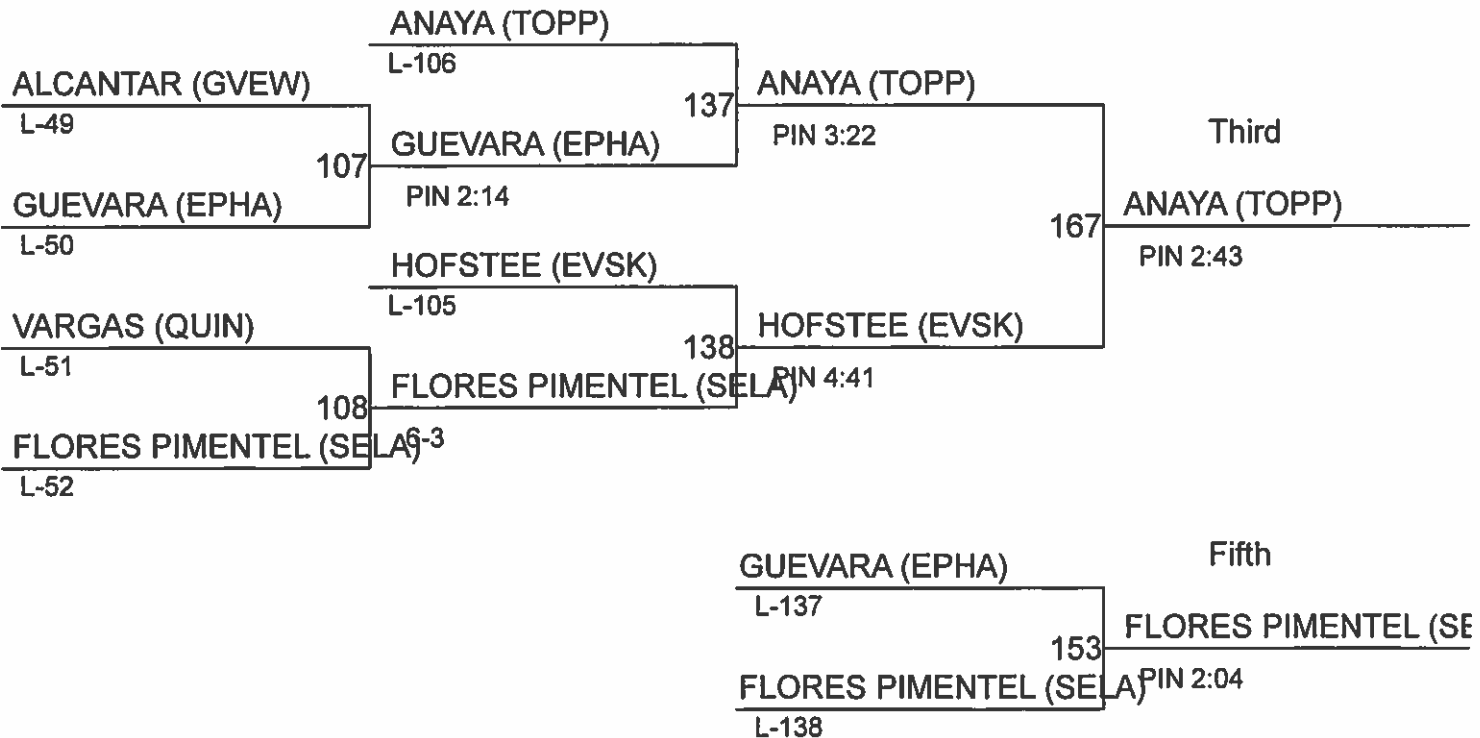 ANAYA (TOPP)
L-106
ALCANTAR (GVEW)
L-49
137
ANAYA (TOPP)
PIN 3:22
Third
107
GUEVARA (EPHA)
PIN 2:14
GUEVARA (EPHA)
L-50
167
ANAYA (TOPP)
PIN 2:43
HOFSTEE (EVSK)
L-105
VARGAS (QUIN)
L-51
138
HOFSTEE (EVSK)
PIN 4:41
108
FLORES PIMENTEL (SELA)
6-3
FLORES PIMENTEL (SELA)
L-52
Fifth
GUEVARA (EPHA)
L-137
153
FLORES PIMENTEL (SE
PIN 2:04
FLORES PIMENTEL (SELA)
L-138